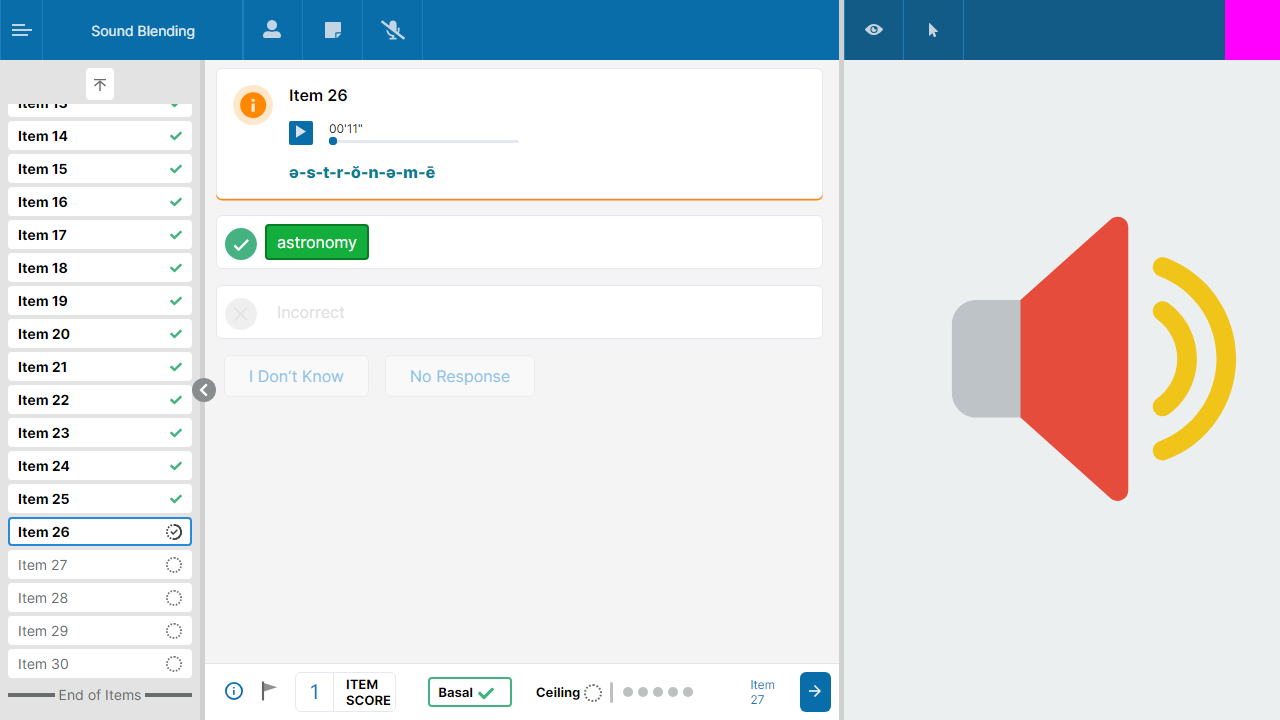 Sound Blending
Item 14
Item 15
Item 16
Item 17
Item 18
Item 19
Item 20
Item 21
Item 22
Item 23
Item 24
Item 25
Item 26
Item 27
Item 28
Item 29
Item 30
End of Items
Item 26
00'11"
ə-s-t-r-ŏ-n-ə-m-ē
astronomy
Incorrect
I Don't Know
No Response
1
ITEM
SCORE
Basal
Ceiling
Item
27